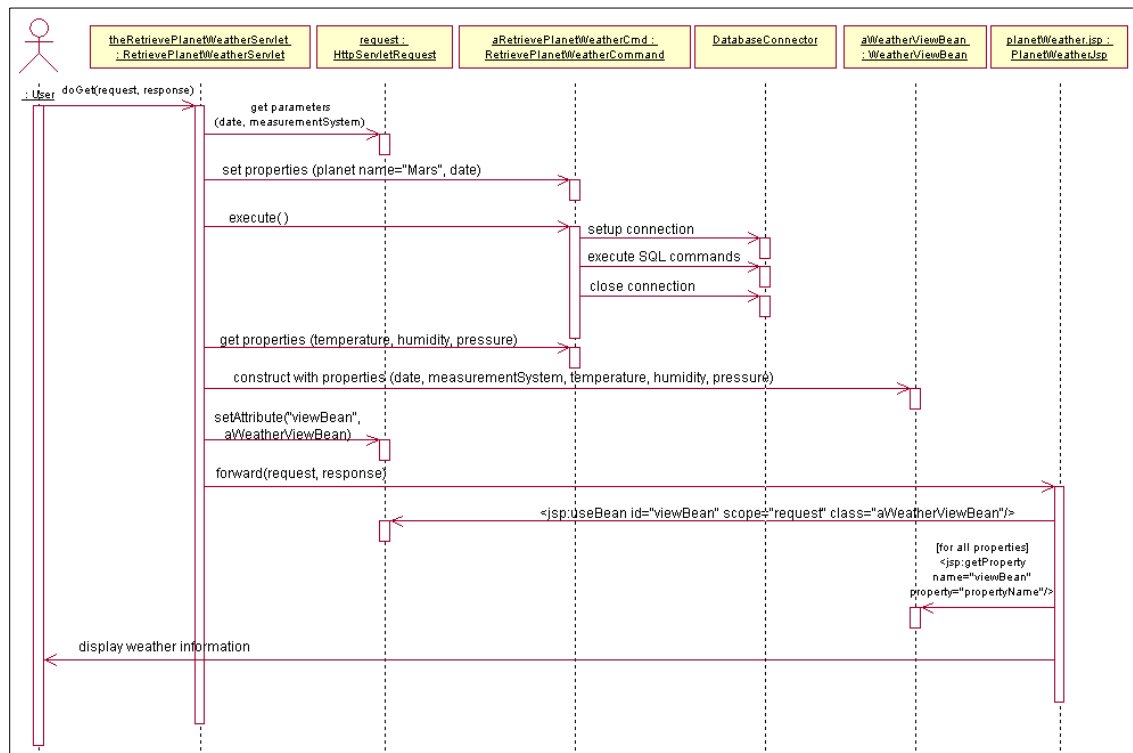 theRetrievePlanetWeatherServlet
: RetrievePlanetWeatherServlet
request :
HttpServletRequest
aRetrievePlanetWeatherCmd :
RetrievePlanetWeatherCommand
DatabaseConnector
aWeatherViewBean
: WeatherViewBean
planetWeather.jsp :
PlanetWeatherJsp
: User
doGet(request, response)
get parameters
(date, measurementSystem)
set properties (planet name="Mars", date)
execute( )
setup connection
execute SQL commands
close connection
get properties (temperature, humidity, pressure)
construct with properties (date, measurementSystem, temperature, humidity, pressure)
setAttribute("viewBean",
aWeatherViewBean)
forward(request, response)
<jsp:useBean id="viewBean" scope="request" class="aWeatherViewBean"/>
[for all properties]
<jsp:getProperty
name="viewBean"
property="propertyName"/>
display weather information